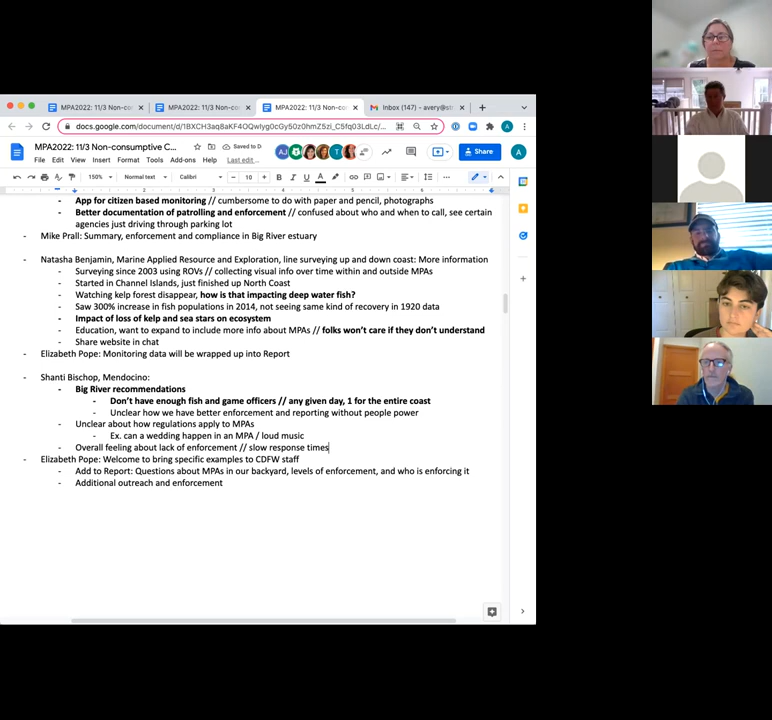 MPA2022: 11/3 Non-con
MPA2022: 11/3 Non-co
MPA2022: 11/3 Non-con
Inbox (147) - avery@str
docs.google.com/document/d/
MPA2022: 11/3 Non-consumptive C...
Saved to D
File Edit View Insert Format Tools Add-ons Help Last edit ...
AJ
T
Share
A
150% Normal text Calibri 10
- App for citizen based monitoring // cumbersome to do with paper and pencil, photographs
- Better documentation of patrolling and enforcement // confused about who and when to call, see certain
agencies just driving through parking lot
- Mike Prall: Summary, enforcement and compliance in Big River estuary
- Natasha Benjamin, Marine Applied Resource and Exploration, line surveying up and down coast: More information
- Surveying since 2003 using ROVs // collecting visual info over time within and outside MPAs
- Started in Channel Islands, just finished up North Coast
- Watching kelp forest disappear, how is that impacting deep water fish?
- Saw 300% increase in fish populations in 2014, not seeing same kind of recovery in 1920 data
- Impact of loss of kelp and sea stars on ecosystem
- Education, want to expand to include more info about MPAs // folks won't care if they don't understand
- Share website in chat
- Elizabeth Pope: Monitoring data will be wrapped up into Report
- Shanti Bischop, Mendocino:
- Big River recommendations
- Don't have enough fish and game officers // any given day, 1 for the entire coast
- Unclear how we have better enforcement and reporting without people power
- Unclear about how regulations apply to MPAs
- Ex. can a wedding happen in an MPA / loud music
- Overall feeling about lack of enforcement // slow response times
- Elizabeth Pope: Welcome to bring specific examples to CDFW staff
- Add to Report: Questions about MPAs in our backyard, levels of enforcement, and who is enforcing it
- Additional outreach and enforcement